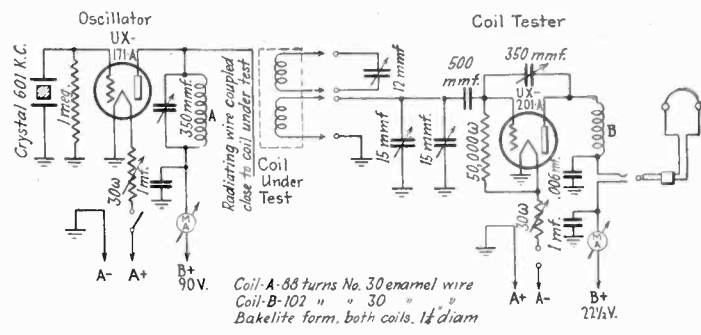 Oscillator
UX-
171-A
Crystal 601 K.C.
1 meg.
350 mmf.
A
30ω
1 mf.
MA
A-
A+
B+
90 V.
Radiating wire coupled
close to coil under test
Coil
Under
Test
12 mmf.
15 mmf
15 mmf.
Coil Tester
500
mmf.
350 mmf.
UX-
201-A
50,000ω
B
.006 mf.
30ω
1 mf.
MA
A+
A-
B+
22½V.
Coil-A-88 turns No. 30 enamel wire
Coil-B-102 " " 30 " "
Bakelite form, both coils, 1¼" diam